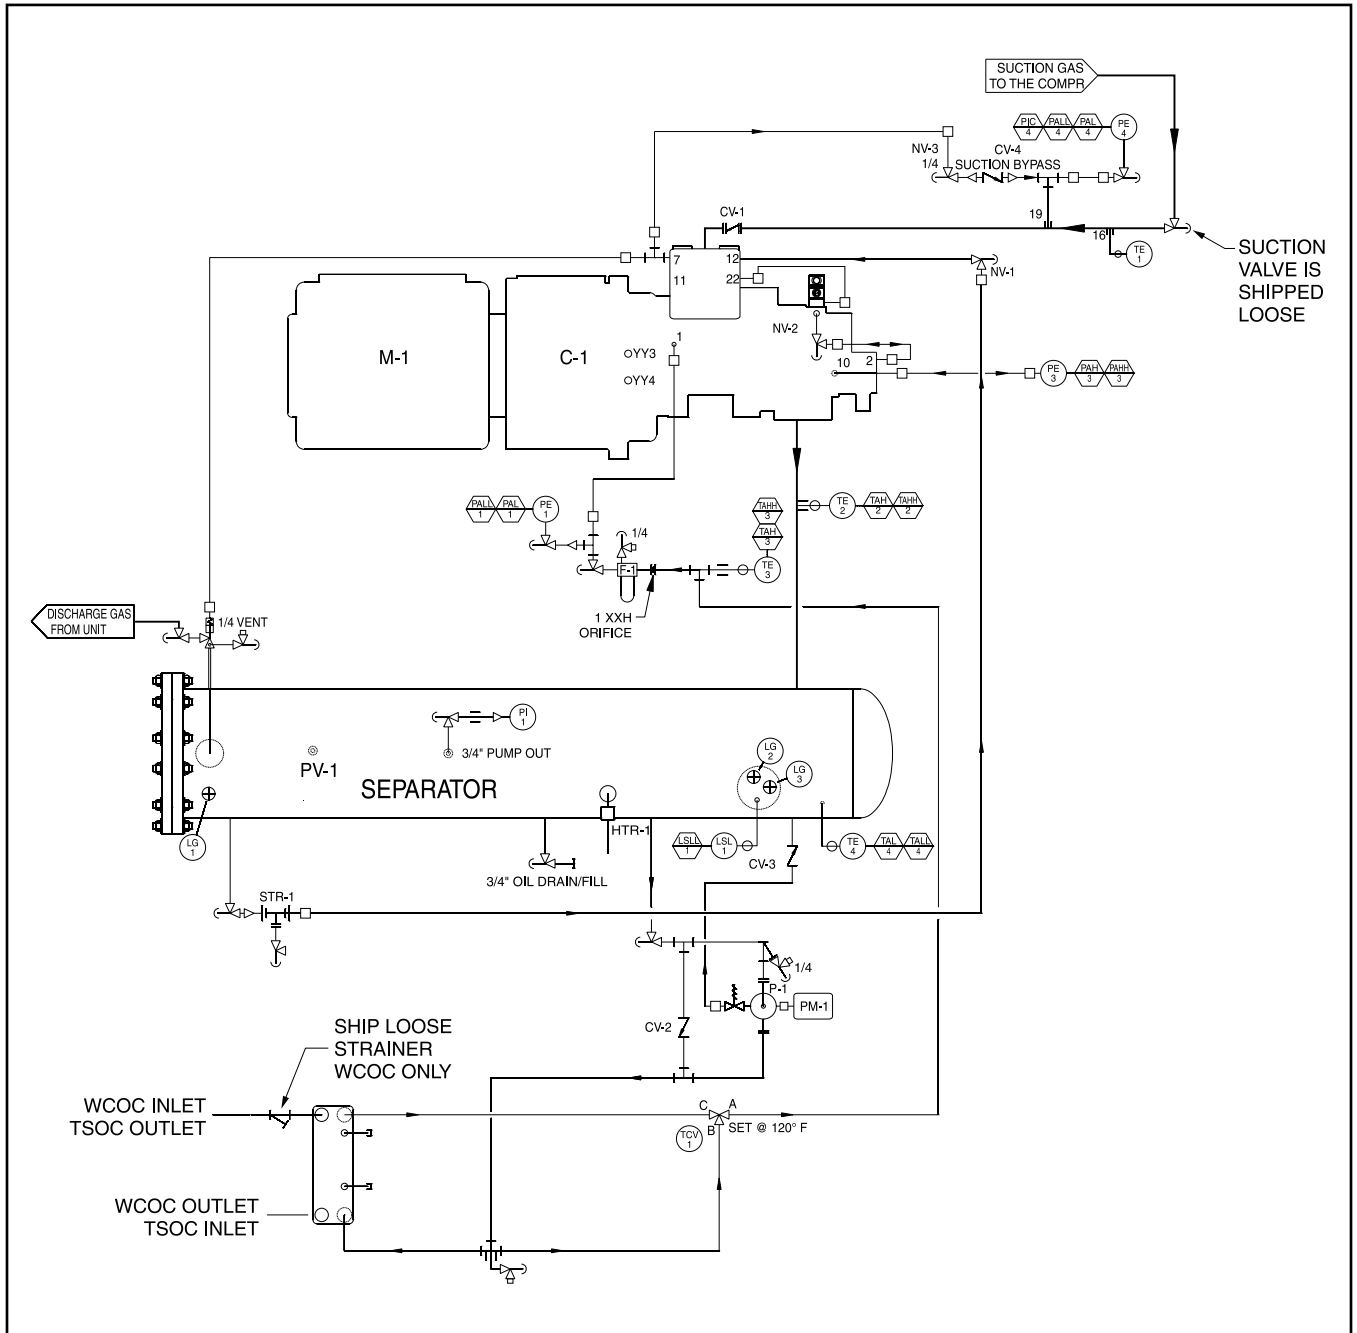 SUCTION GAS
TO THE COMPR
PIC
4
PALL
4
PAL
4
PE
4
NV-3
1/4
CV-4
SUCTION BYPASS
CV-1
19
16
TE
1
SUCTION
VALVE IS
SHIPPED
LOOSE
7
12
11
22
NV-1
NV-2
M-1
C-1
YY3
YY4
1
2
10
PE
3
PAH
3
PAHH
3
PALL
1
PAL
1
PE
1
TAHH
3
TAH
3
TE
3
TE
2
TAH
2
TAHH
2
1/4
F-1
1 XXH
ORIFICE
DISCHARGE GAS
FROM UNIT
1/4 VENT
PI
1
3/4" PUMP OUT
PV-1
SEPARATOR
LG
2
LG
3
LG
1
HTR-1
LSLL
1
LSL
1
CV-3
TE
4
TAL
4
TALL
4
3/4" OIL DRAIN/FILL
STR-1
1/4
P-1
PM-1
CV-2
SHIP LOOSE
STRAINER
WCOC ONLY
WCOC INLET
TSOC OUTLET
C
A
B
TCV
1
SET @ 120° F
WCOC OUTLET
TSOC INLET